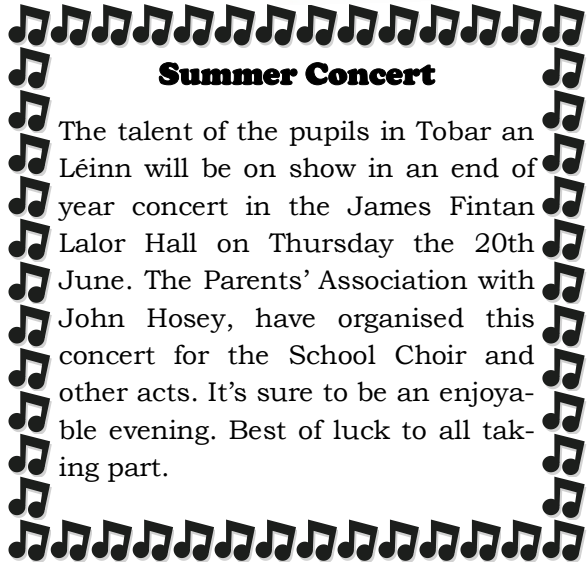 Summer Concert
The talent of the pupils in Tobar an
Léinn will be on show in an end of
year concert in the James Fintan
Lalor Hall on Thursday the 20th
June. The Parents’ Association with
John Hosey, have organised this
concert for the School Choir and
other acts. It’s sure to be an enjoya-
ble evening. Best of luck to all tak-
ing part.